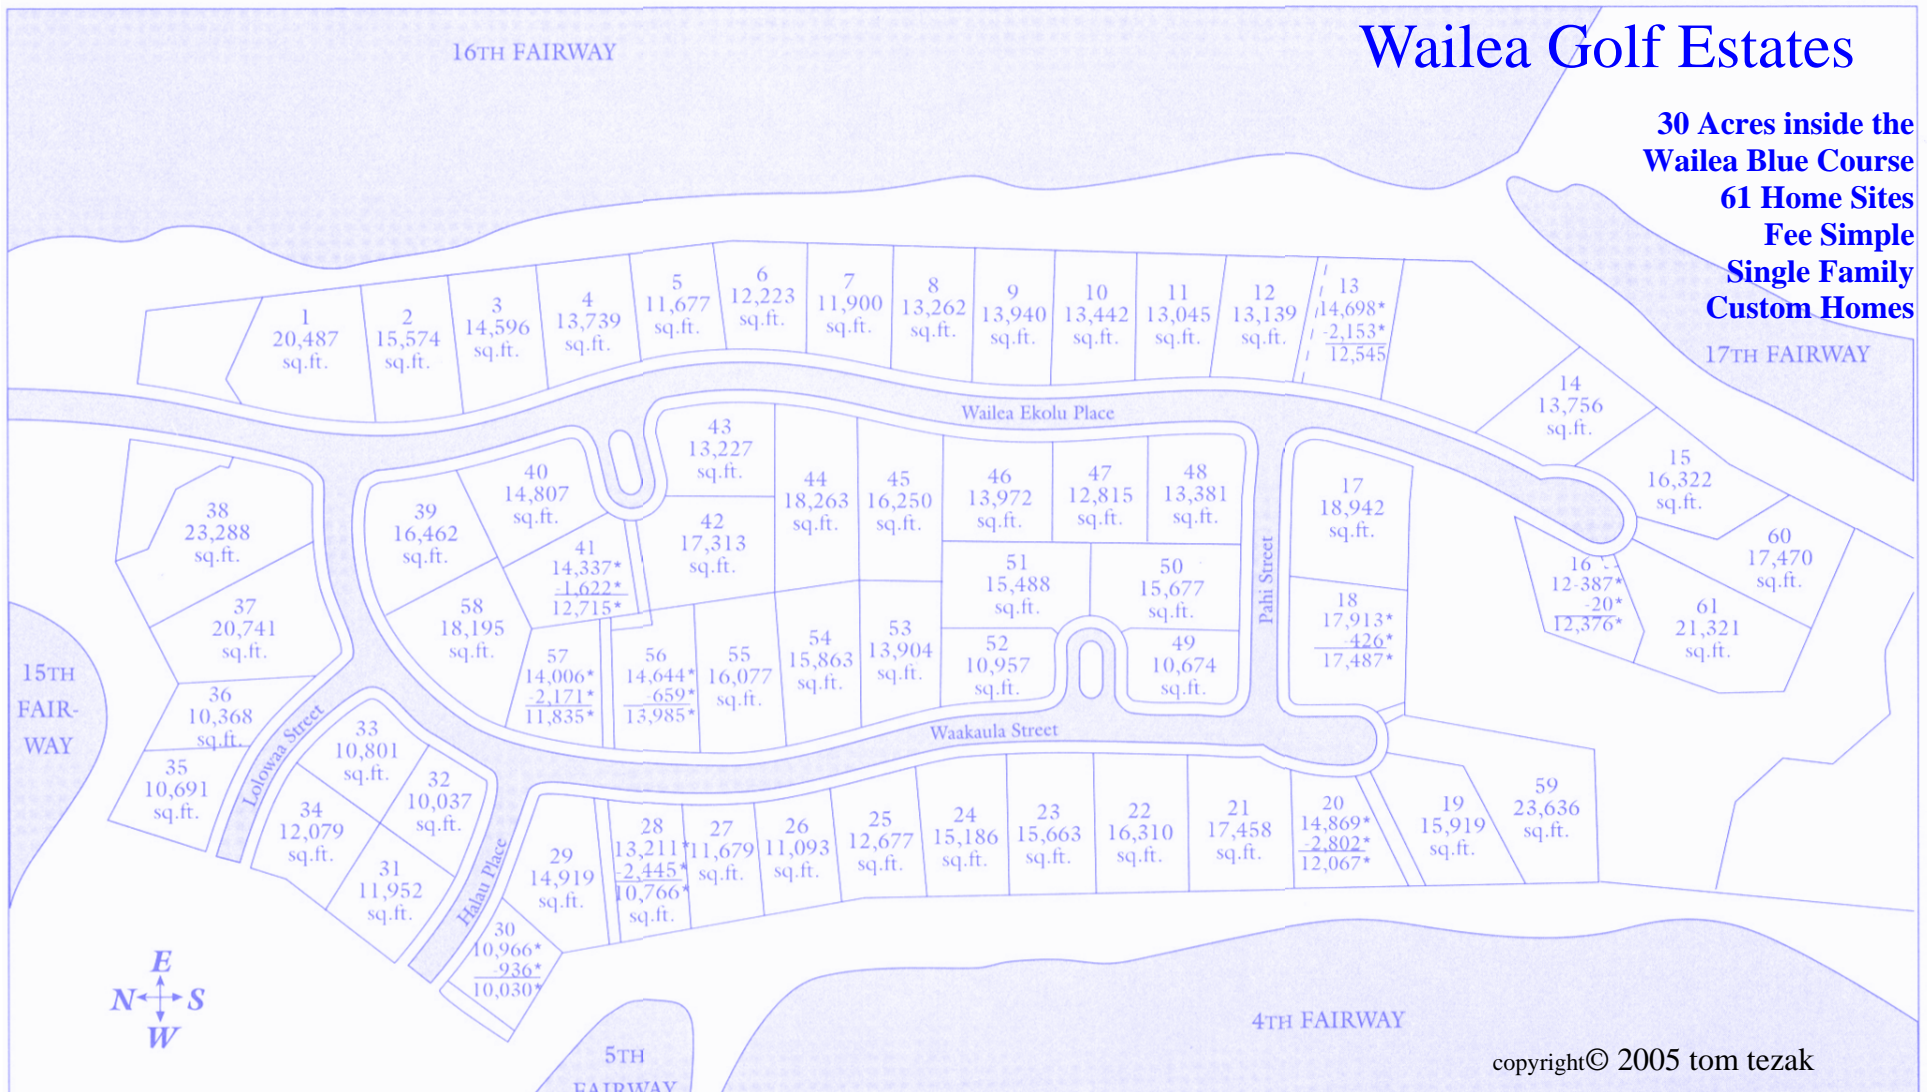 16TH FAIRWAY
Wailea Golf Estates
30 Acres inside the
Wailea Blue Course
61 Home Sites
Fee Simple
Single Family
Custom Homes
17TH FAIRWAY
1
20,487
sq.ft.
2
15,574
sq.ft.
3
14,596
sq.ft.
4
13,739
sq.ft.
5
11,677
sq.ft.
6
12,223
sq.ft.
7
11,900
sq.ft.
8
13,262
sq.ft.
9
13,940
sq.ft.
10
13,442
sq.ft.
11
13,045
sq.ft.
12
13,139
sq.ft.
13
14,698*
-2,153*
12,545
14
13,756
sq.ft.
15
16,322
sq.ft.
60
17,470
sq.ft.
61
21,321
sq.ft.
16
12-387*
-20*
12,376*
Wailea Ekolu Place
38
23,288
sq.ft.
37
20,741
sq.ft.
36
10,368
sq.ft.
35
10,691
sq.ft.
39
16,462
sq.ft.
40
14,807
sq.ft.
41
14,337*
-1,622*
12,715*
58
18,195
sq.ft.
43
13,227
sq.ft.
42
17,313
sq.ft.
44
18,263
sq.ft.
45
16,250
sq.ft.
46
13,972
sq.ft.
47
12,815
sq.ft.
48
13,381
sq.ft.
51
15,488
sq.ft.
50
15,677
sq.ft.
52
10,957
sq.ft.
49
10,674
sq.ft.
57
14,006*
-2,171*
11,835*
56
14,644*
-659*
13,985*
55
16,077
sq.ft.
54
15,863
sq.ft.
53
13,904
sq.ft.
Pahi Street
17
18,942
sq.ft.
18
17,913*
-426*
17,487*
Waakaula Street
15TH
FAIR-
WAY
Lolowaa Street
33
10,801
sq.ft.
32
10,037
sq.ft.
34
12,079
sq.ft.
31
11,952
sq.ft.
Halau Place
29
14,919
sq.ft.
30
10,966*
-936*
10,030*
28
13,211*
-2,445*
10,766*
sq.ft.
27
11,679
sq.ft.
26
11,093
sq.ft.
25
12,677
sq.ft.
24
15,186
sq.ft.
23
15,663
sq.ft.
22
16,310
sq.ft.
21
17,458
sq.ft.
20
14,869*
-2,802*
12,067*
19
15,919
sq.ft.
59
23,636
sq.ft.
E
N S
W
5TH
FAIRWAY
4TH FAIRWAY
copyright© 2005 tom tezak